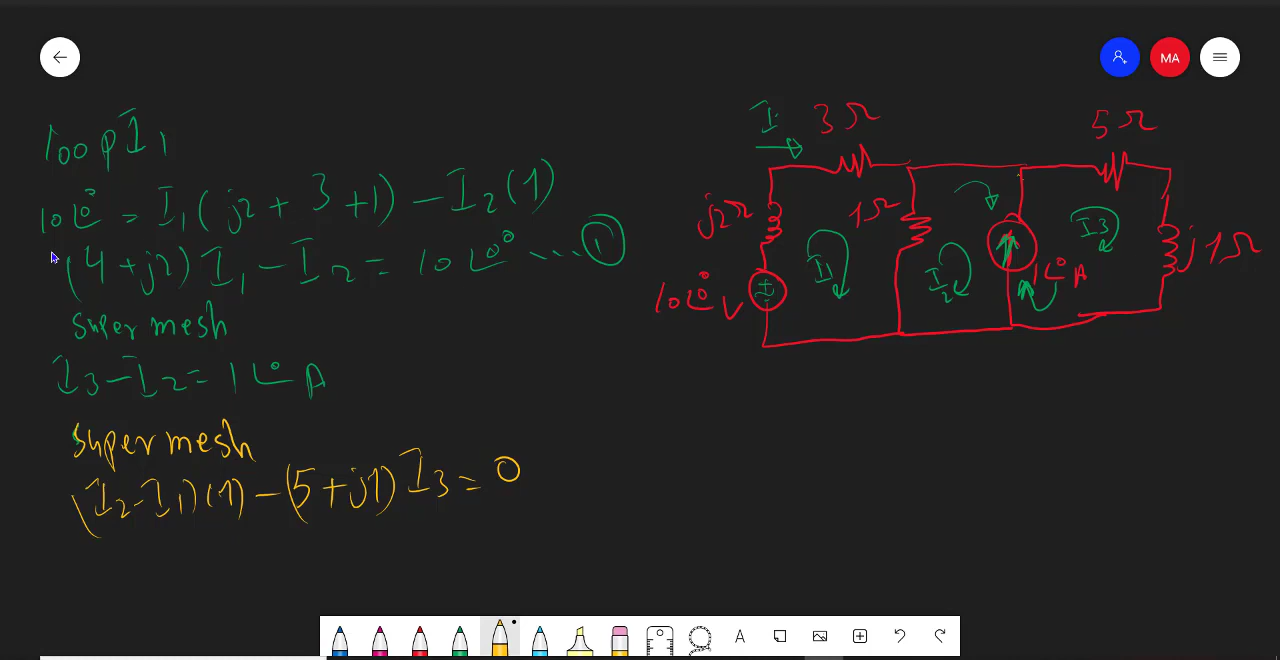 MA
loop I1
10∠0° = I1(j2+3+1) - I2(1)
(4+j2) I1 - I2 = 10∠0° ... ①
Super mesh
I3 - I2 = 1∠0° A
Super mesh
(I2-I1)(1) - (5+j1) I3 = 0
I
3Ω
5Ω
j2Ω
1Ω
I1
I2
I3
j1Ω
10∠0° V
1∠0° A
A